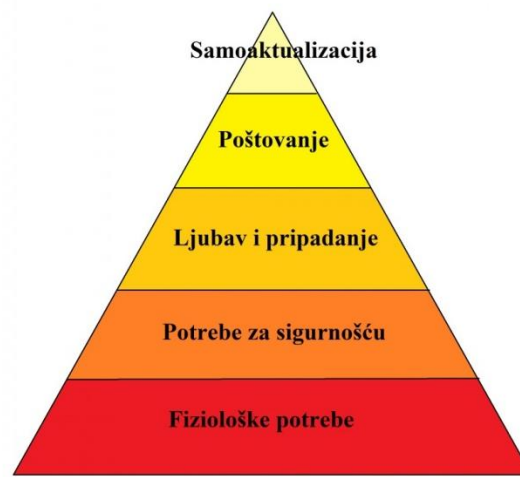 Samoaktualizacija
Poštovanje
Ljubav i pripadanje
Potrebe za sigurnošću
Fiziološke potrebe